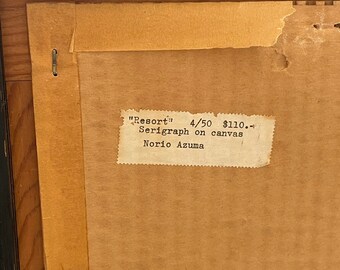 "Resort" 4/50 $110.-
Serigraph on canvas
Norio Azuma